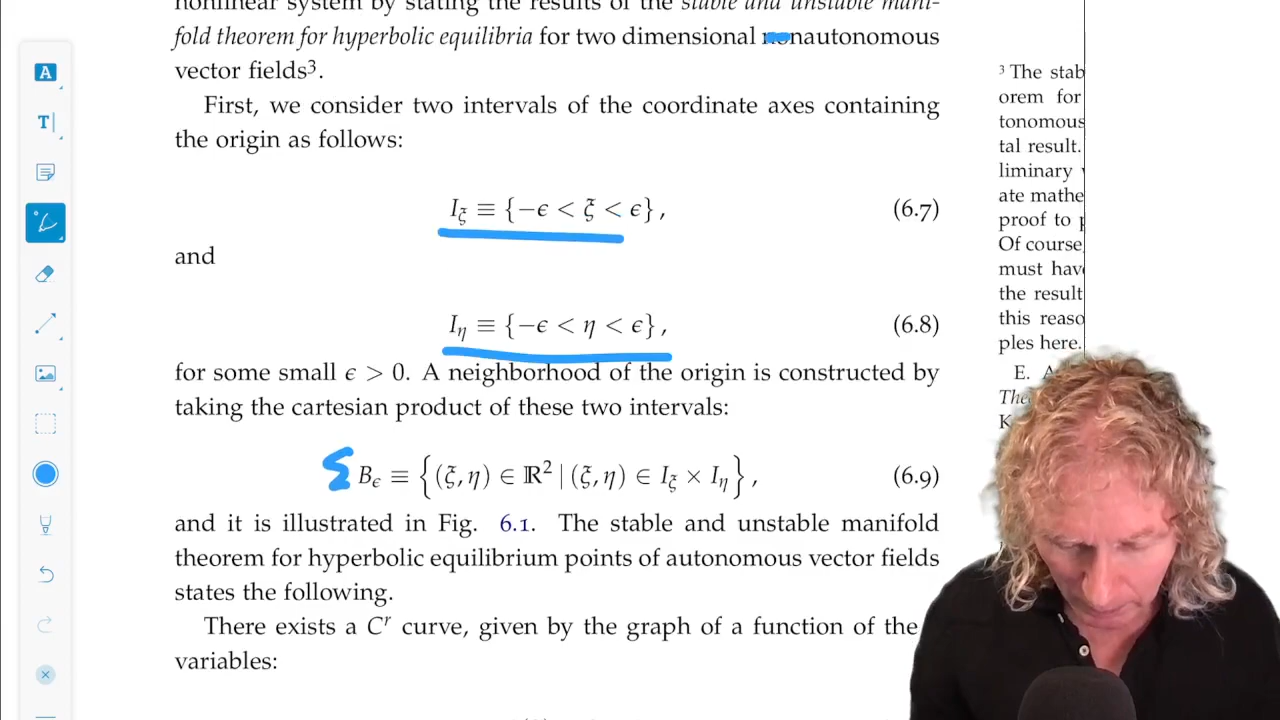 nonlinear system by stating the results of the stable and unstable mani-
fold theorem for hyperbolic equilibria for two dimensional nonautonomous
vector fields³.
First, we consider two intervals of the coordinate axes containing
the origin as follows:
I_ξ ≡ {−ϵ < ξ < ϵ}, (6.7)
and
I_η ≡ {−ϵ < η < ϵ}, (6.8)
for some small ϵ > 0. A neighborhood of the origin is constructed by
taking the cartesian product of these two intervals:
B_ϵ ≡ {(ξ, η) ∈ ℝ² | (ξ, η) ∈ I_ξ × I_η}, (6.9)
and it is illustrated in Fig. 6.1. The stable and unstable manifold
theorem for hyperbolic equilibrium points of autonomous vector fields
states the following.
There exists a Cʳ curve, given by the graph of a function of the
variables:
³ The stab
orem for
tonomous
tal result.
liminary
ate mathe
proof to p
Of course,
must have
the result
this reaso
ples here.
E. A
The
K
A
T